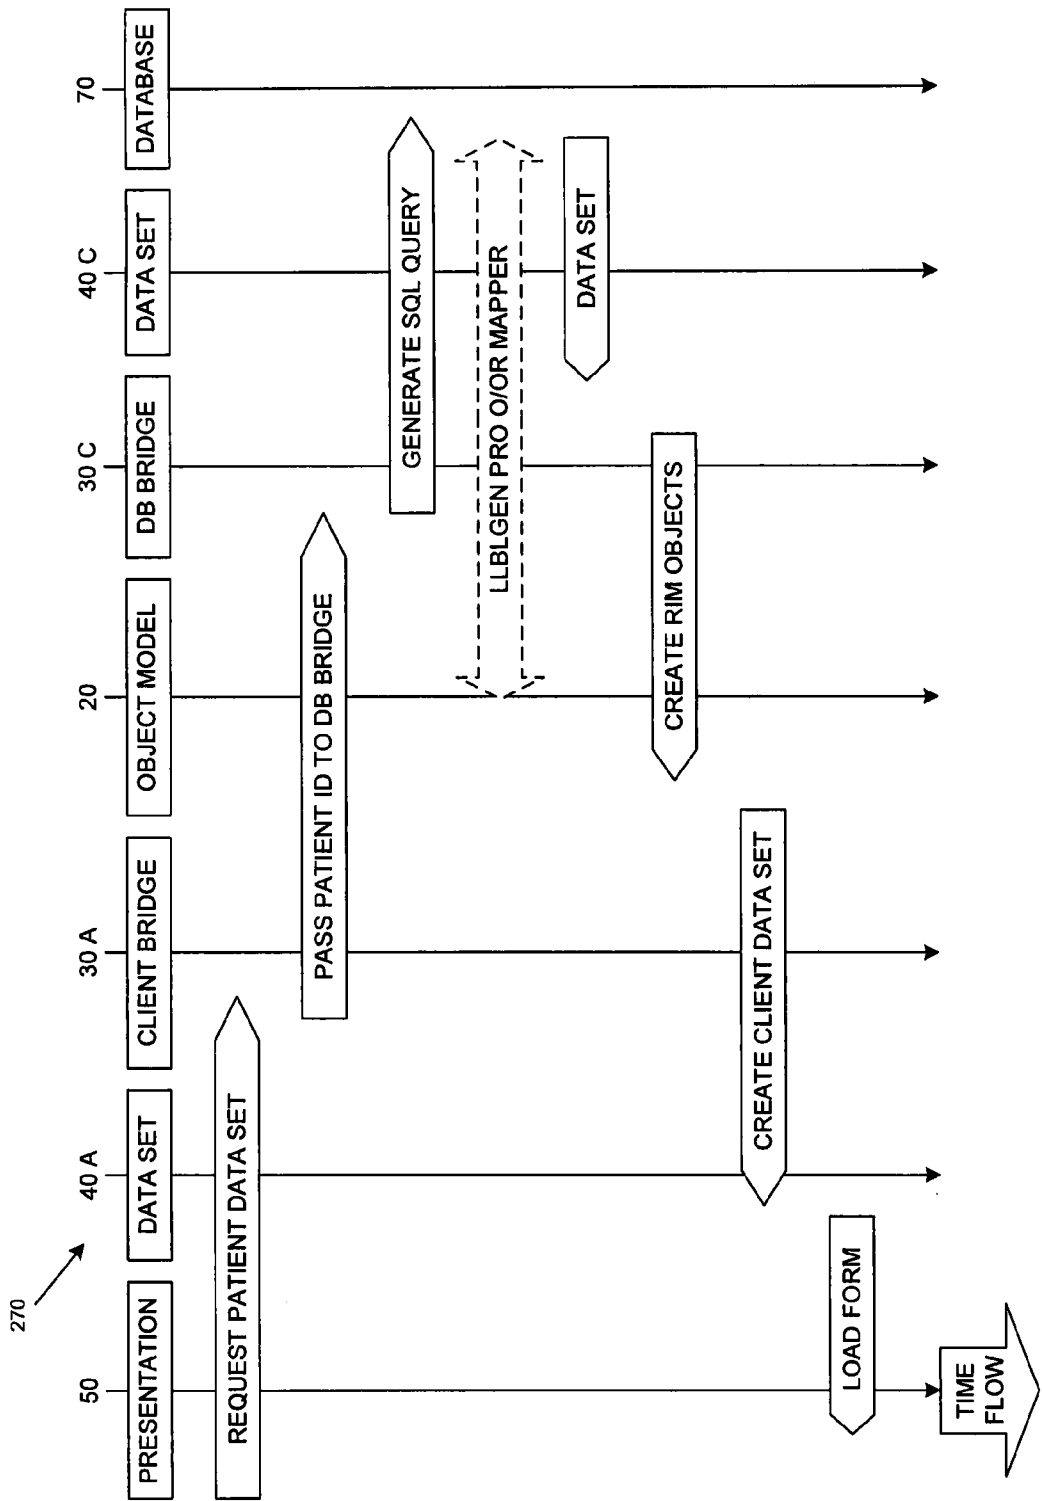 270
50
40 A
30 A
20
30 C
40 C
70
PRESENTATION
DATA SET
CLIENT BRIDGE
OBJECT MODEL
DB BRIDGE
DATA SET
DATABASE
REQUEST PATIENT DATA SET
PASS PATIENT ID TO DB BRIDGE
GENERATE SQL QUERY
LLBLGEN PRO O/OR MAPPER
DATA SET
CREATE RIM OBJECTS
CREATE CLIENT DATA SET
LOAD FORM
TIME
FLOW